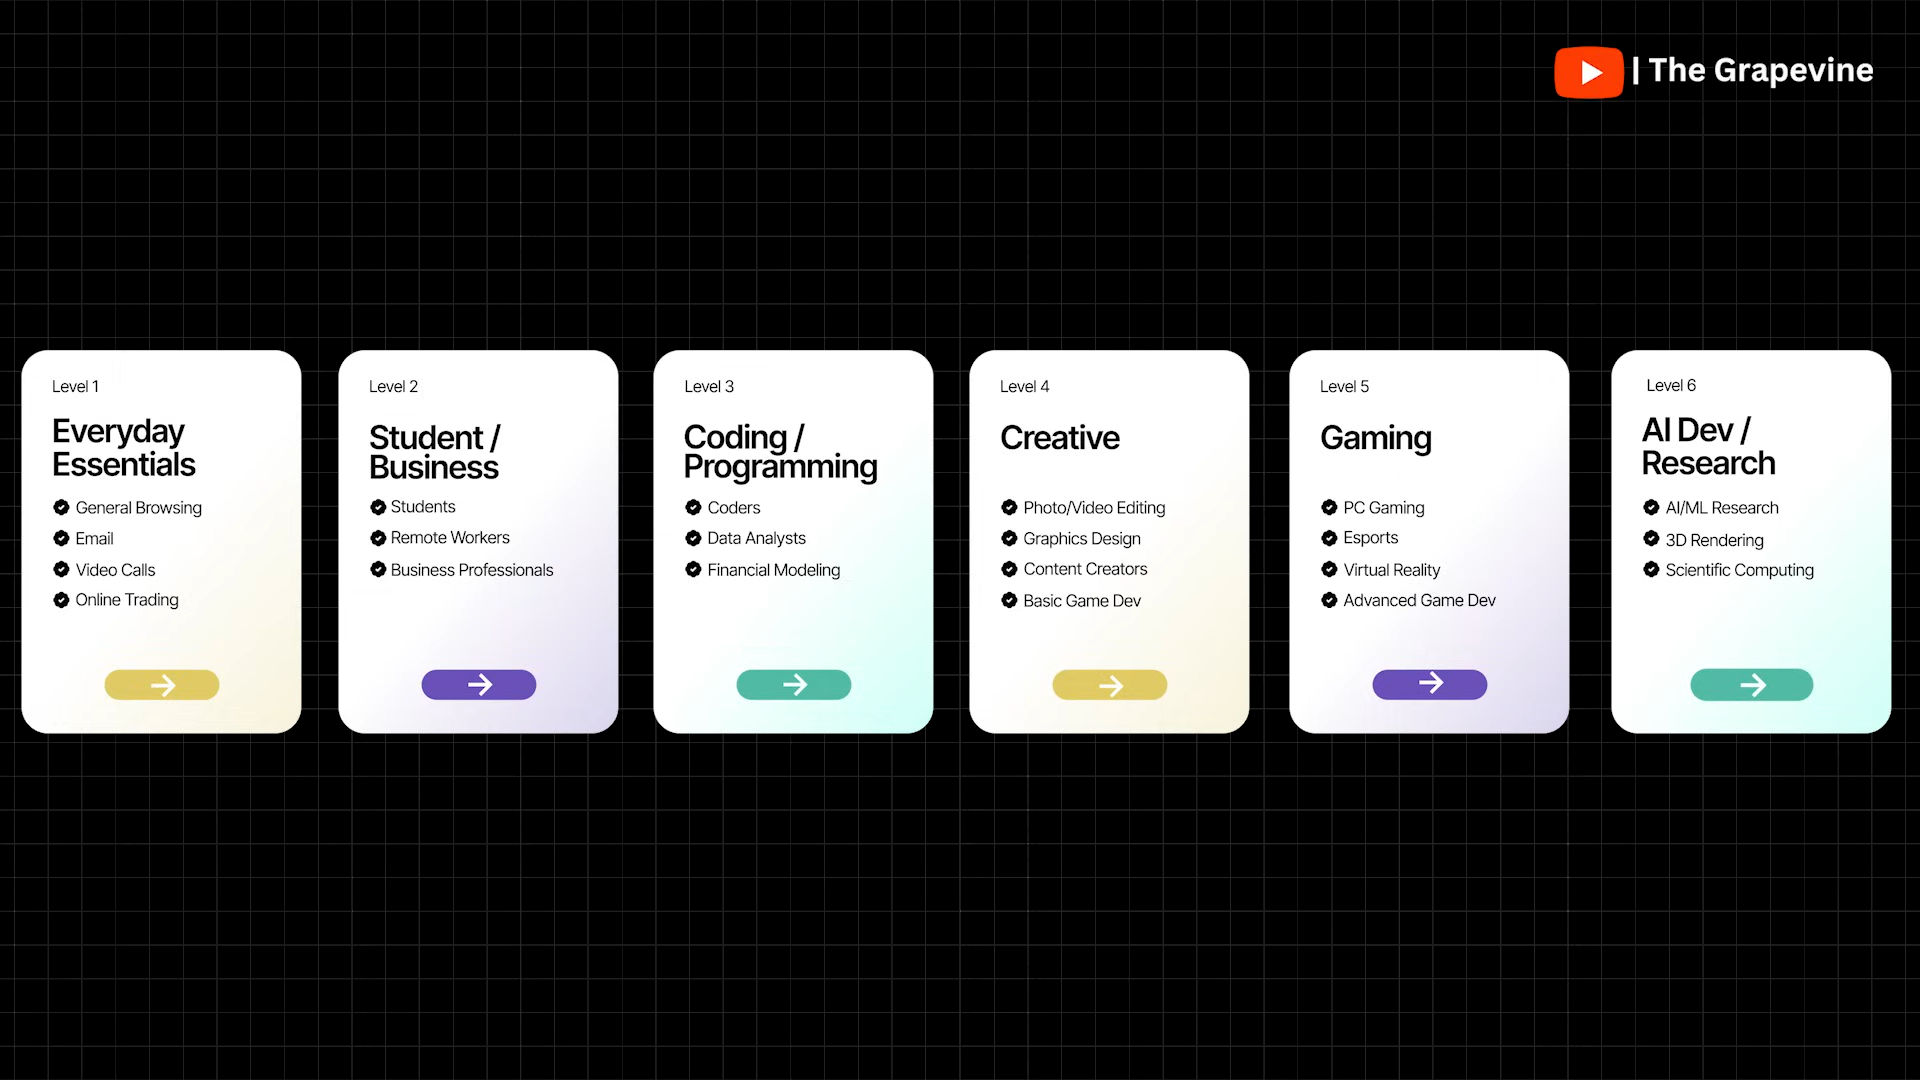 | The Grapevine
Level 1
Everyday
Essentials
General Browsing
Email
Video Calls
Online Trading
Level 2
Student /
Business
Students
Remote Workers
Business Professionals
Level 3
Coding /
Programming
Coders
Data Analysts
Financial Modeling
Level 4
Creative
Photo/Video Editing
Graphics Design
Content Creators
Basic Game Dev
Level 5
Gaming
PC Gaming
Esports
Virtual Reality
Advanced Game Dev
Level 6
AI Dev /
Research
AI/ML Research
3D Rendering
Scientific Computing